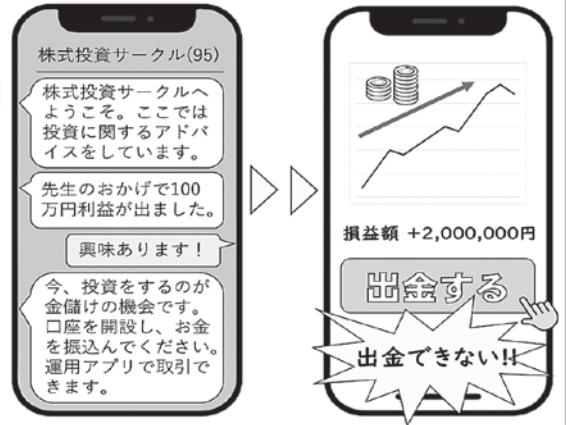 株式投資サークル(95)
株式投資サークルへ
ようこそ。ここでは
投資に関するアドバ
イスをしています。
先生のおかげで100
万円利益が出ました。
興味あります！
今、投資をするのが
金儲けの機会です。
口座を開設し、お金
を振込んでください。
運用アプリで取引で
きます。
損益額 +2,000,000円
出金する
出金できない!!